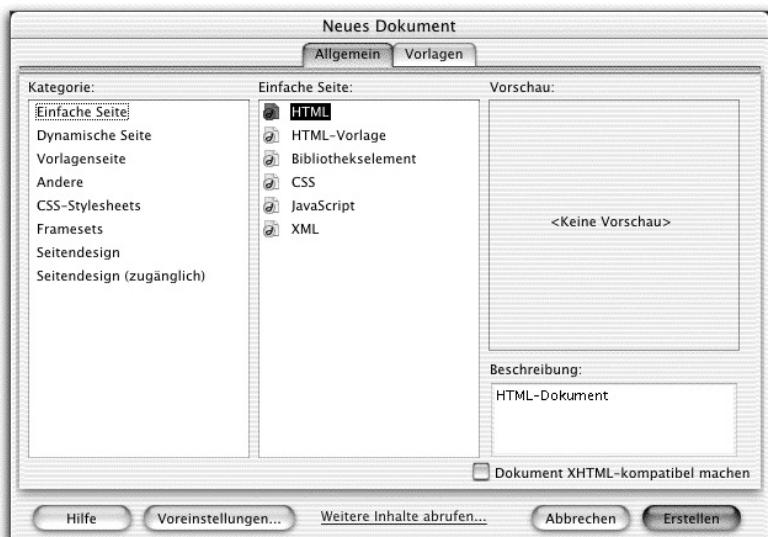 Neues Dokument
Allgemein
Vorlagen
Kategorie:
Einfache Seite
Dynamische Seite
Vorlagenseite
Andere
CSS-Stylesheets
Framesets
Seitendesign
Seitendesign (zugänglich)
Einfache Seite:
HTML
HTML-Vorlage
Bibliothekselement
CSS
JavaScript
XML
Vorschau:
<Keine Vorschau>
Beschreibung:
HTML-Dokument
Dokument XHTML-kompatibel machen
Hilfe
Voreinstellungen...
Weitere Inhalte abrufen...
Abbrechen
Erstellen